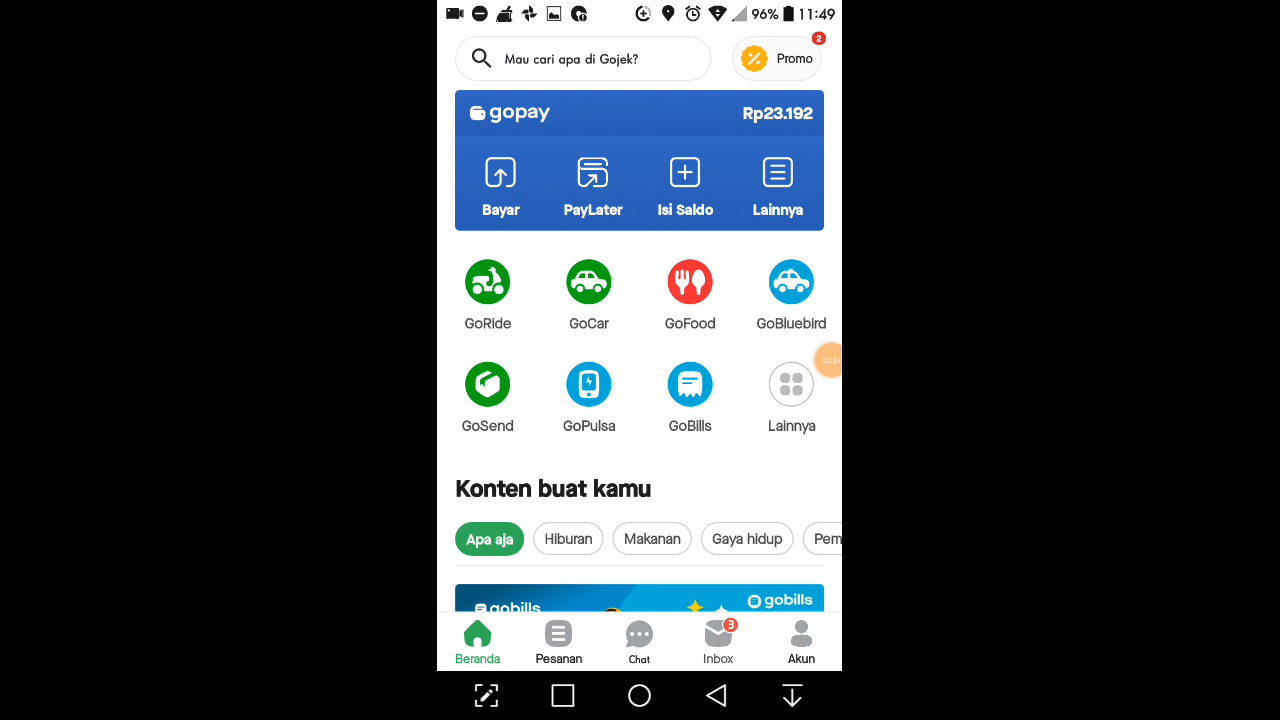 96% 11:49
Mau cari apa di Gojek?
Promo
2
gopay
Rp23.192
Bayar PayLater Isi Saldo Lainnya
GoRide GoCar GoFood GoBluebird
GoSend GoPulsa GoBills Lainnya
Konten buat kamu
Apa aja Hiburan Makanan Gaya hidup Pem
gobills gobills
3
Beranda Pesanan Chat Inbox Akun